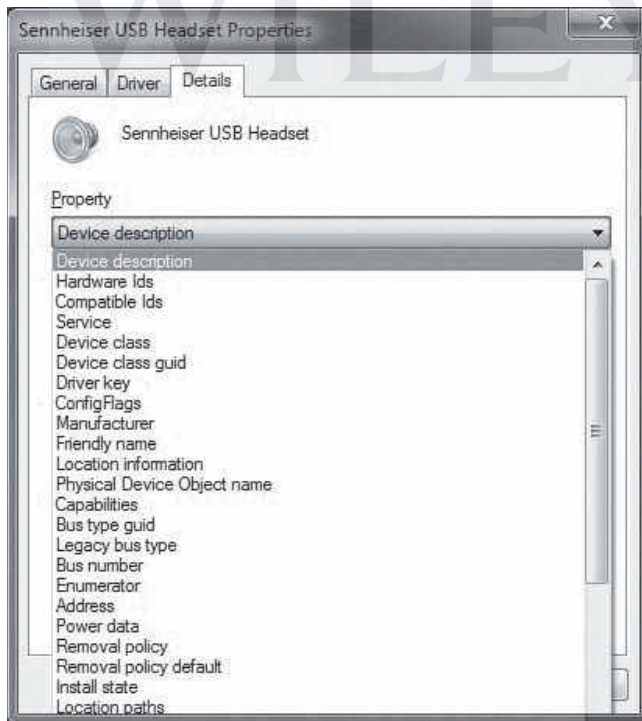 WILEY
Sennheiser USB Headset Properties
General Driver Details
Sennheiser USB Headset
Property
Device description
Device description
Hardware Ids
Compatible Ids
Service
Device class
Device class guid
Driver key
ConfigFlags
Manufacturer
Friendly name
Location information
Physical Device Object name
Capabilities
Bus type guid
Legacy bus type
Bus number
Enumerator
Address
Power data
Removal policy
Removal policy default
Install state
Location paths